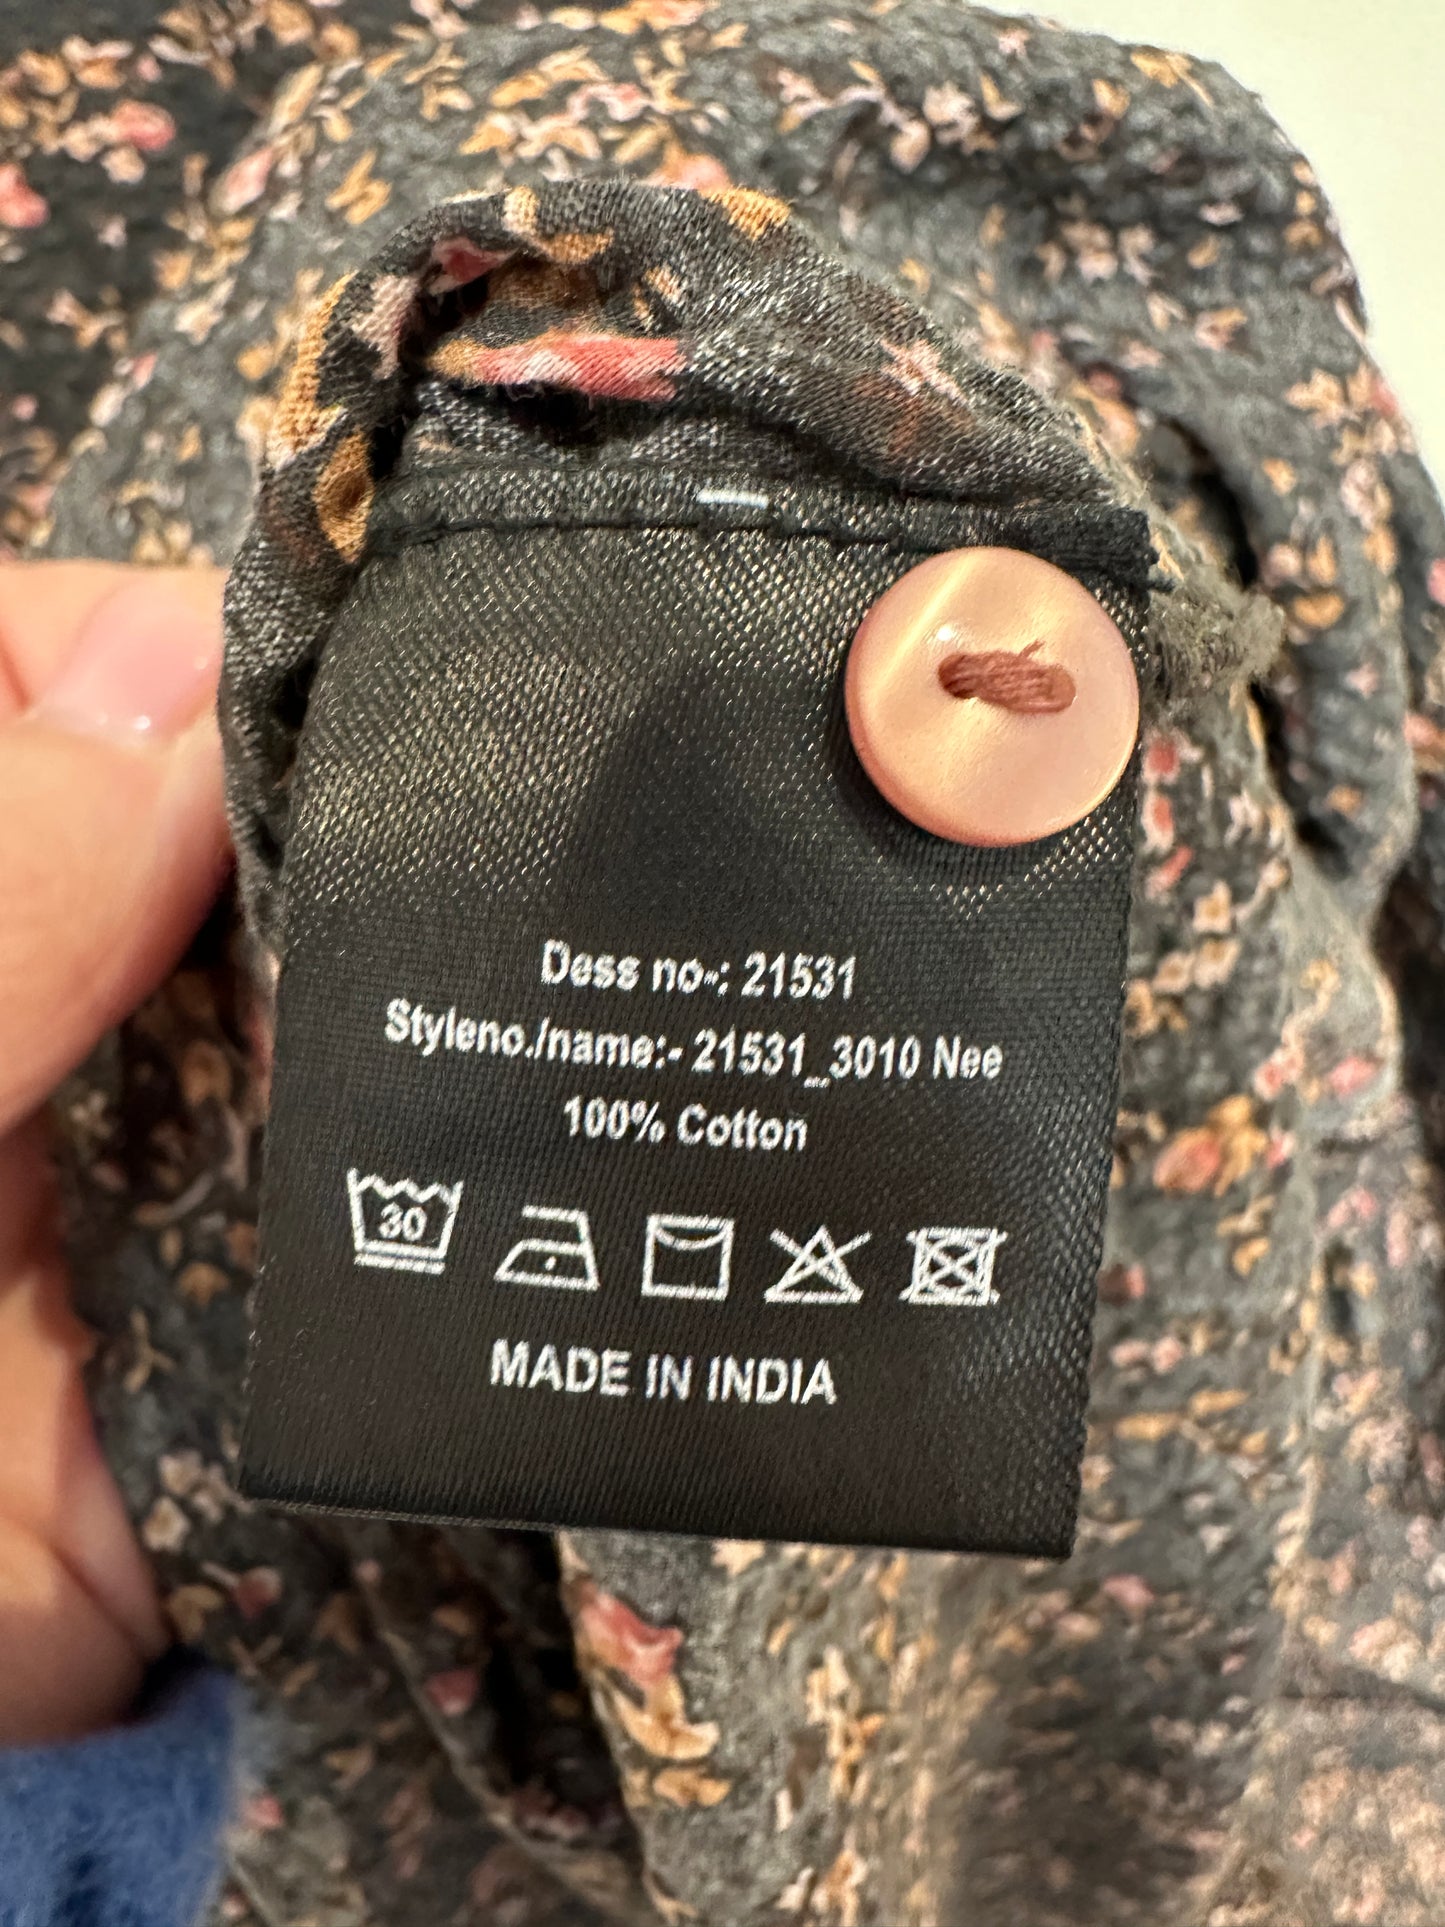 Dess no-: 21531
Styleno./name:- 21531_3010 Nee
100% Cotton
30
MADE IN INDIA